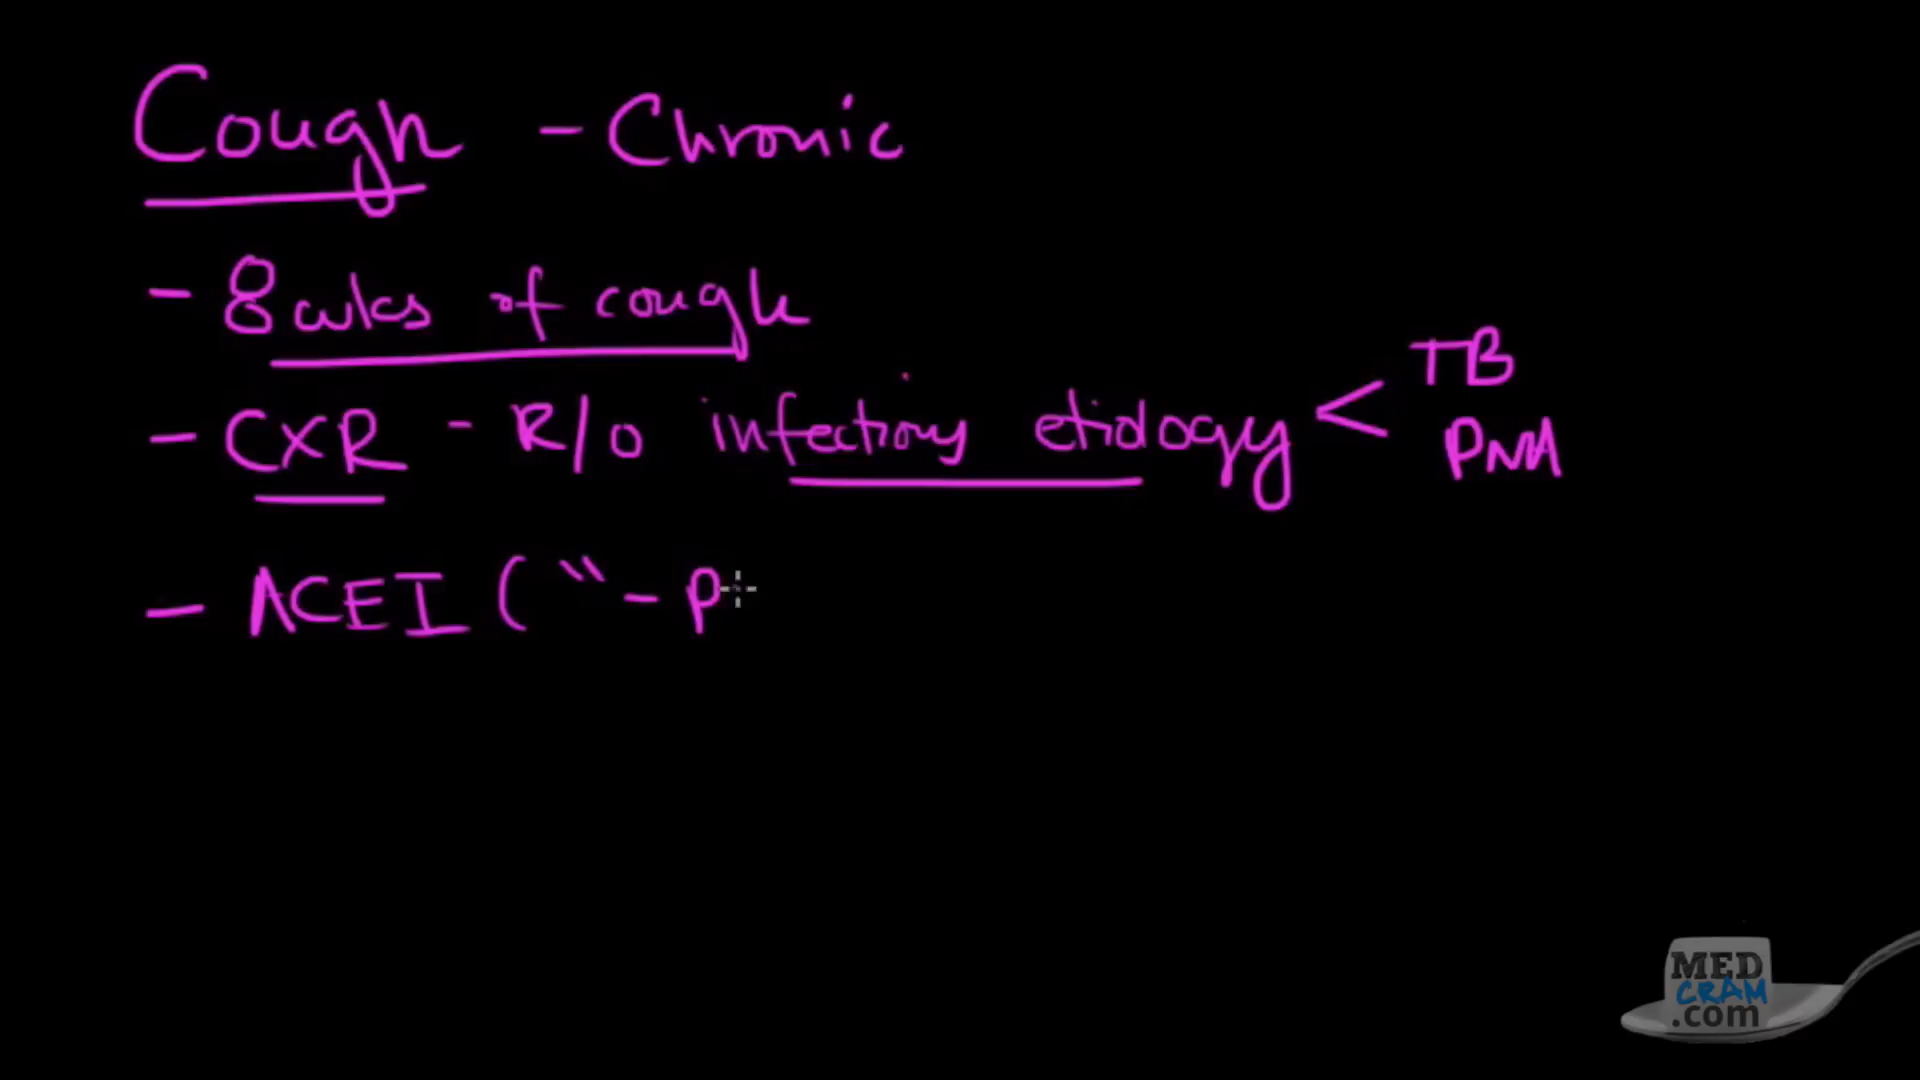 Cough - Chronic
- 8 wks of cough
- CXR - R/o infectious etiology < TB
PNA
- ACEI ( " - p
MED
CRAM
.com